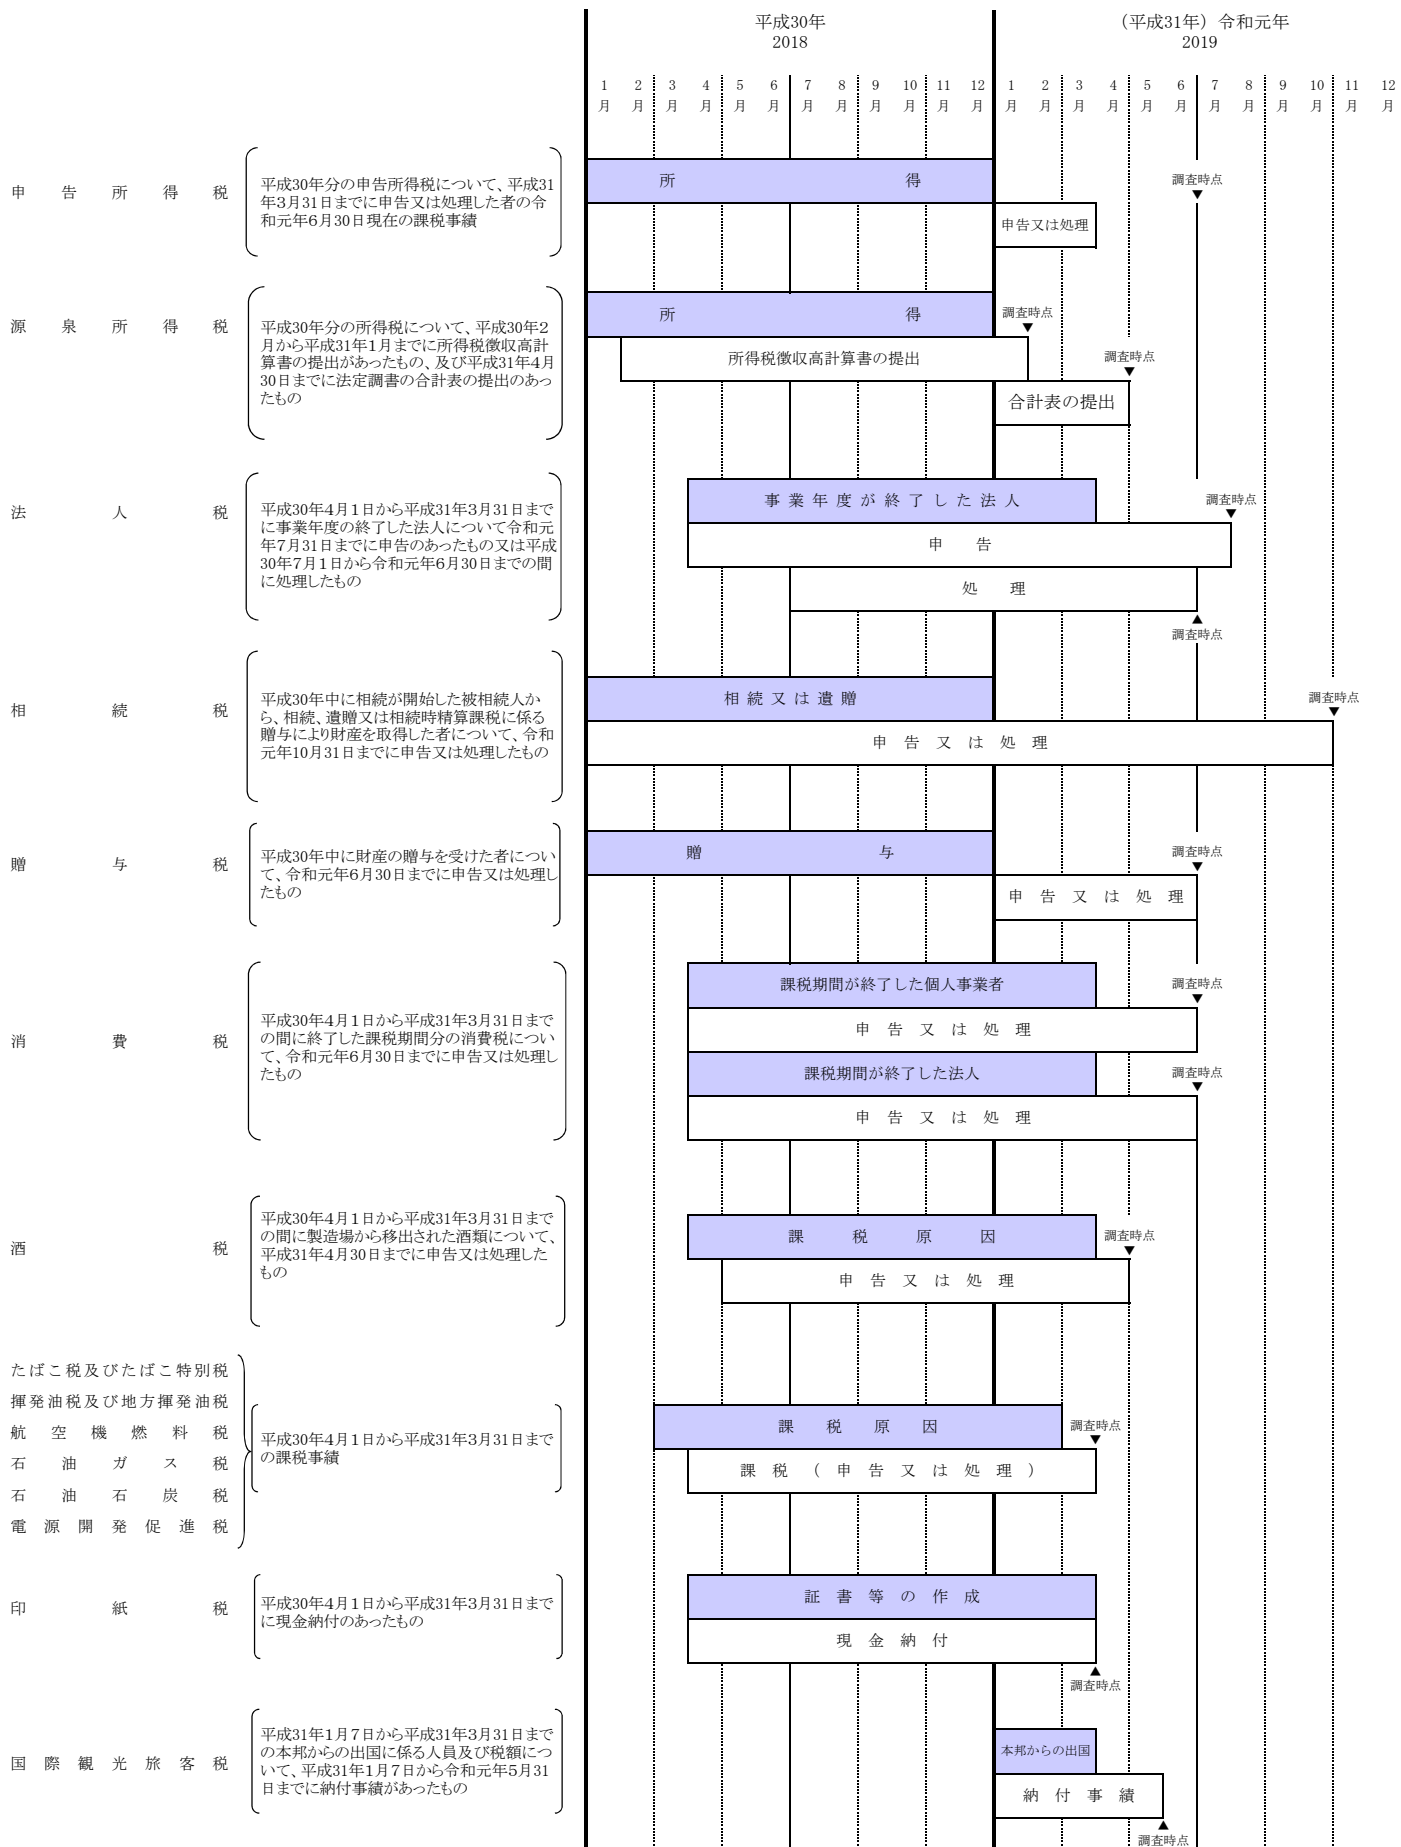 平成30年
2018
（平成31年）令和元年
2019
1 2 3 4 5 6 7 8 9 10 11 12 1 2 3 4 5 6 7 8 9 10 11 12
月 月 月 月 月 月 月 月 月 月 月 月 月 月 月 月 月 月 月 月 月 月 月 月
申告所得税
平成30年分の申告所得税について、平成31
年3月31日までに申告又は処理した者の令
和元年6月30日現在の課税事績
所得
調査時点
申告又は処理
源泉所得税
平成30年分の所得税について、平成30年2
月から平成31年1月までに所得税徴収高計
算書の提出があったもの、及び平成31年4月
30日までに法定調書の合計表の提出のあっ
たもの
所得
調査時点
所得税徴収高計算書の提出
調査時点
合計表の提出
法人税
平成30年4月1日から平成31年3月31日まで
に事業年度の終了した法人について令和元
年7月31日までに申告のあったもの又は平成
30年7月1日から令和元年6月30日までの間
に処理したもの
事業年度が終了した法人
調査時点
申告
処理
調査時点
相続税
平成30年中に相続が開始した被相続人か
ら、相続、遺贈又は相続時精算課税に係る
贈与により財産を取得した者について、令和
元年10月31日までに申告又は処理したもの
相続又は遺贈
調査時点
申告又は処理
贈与税
平成30年中に財産の贈与を受けた者につい
て、令和元年6月30日までに申告又は処理し
たもの
贈与
調査時点
申告又は処理
消費税
平成30年4月1日から平成31年3月31日まで
の間に終了した課税期間分の消費税につい
て、令和元年6月30日までに申告又は処理し
たもの
課税期間が終了した個人事業者
調査時点
申告又は処理
課税期間が終了した法人
調査時点
申告又は処理
酒税
平成30年4月1日から平成31年3月31日まで
の間に製造場から移出された酒類について、
平成31年4月30日までに申告又は処理した
もの
課税原因
調査時点
申告又は処理
たばこ税及びたばこ特別税
揮発油税及び地方揮発油税
航空機燃料税
石油ガス税
石油石炭税
電源開発促進税
平成30年4月1日から平成31年3月31日まで
の課税事績
課税原因
調査時点
課税（申告又は処理）
印紙税
平成30年4月1日から平成31年3月31日まで
に現金納付のあったもの
証書等の作成
現金納付
調査時点
国際観光旅客税
平成31年1月7日から平成31年3月31日まで
の本邦からの出国に係る人員及び税額につ
いて、平成31年1月7日から令和元年5月31
日までに納付事績があったもの
本邦からの出国
納付事績
調査時点